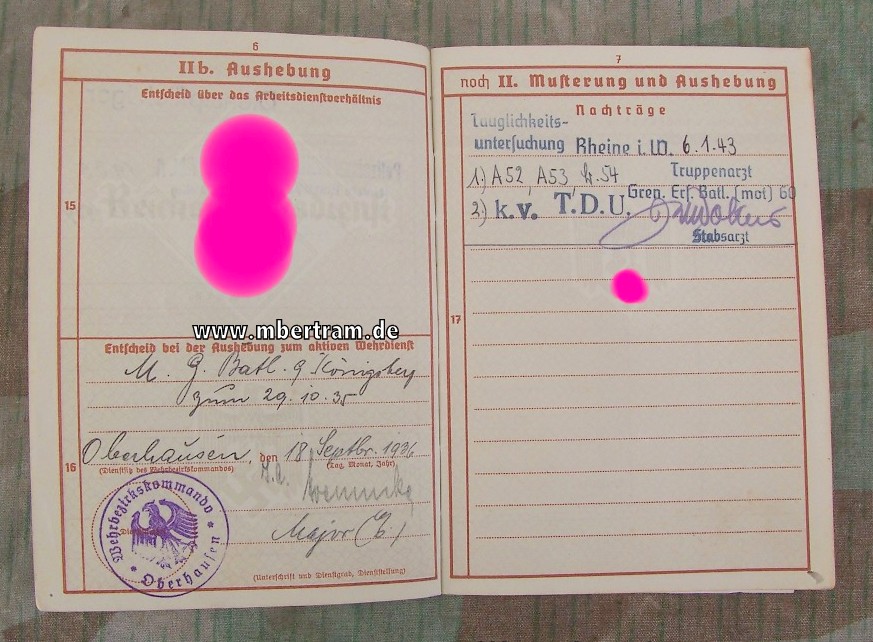 6
IIb. Aushebung
Entscheid über das Arbeitsdienstverhältnis
15
www.mbertram.de
Entscheid bei der Aushebung zum aktiven Wehrdienst
M. G. Batl. 9 Königsberg
zum 29. 10. 35
16
Oberhausen, den 18 Septbr. 1936
(Dienstsitz des Wehrbezirkskommandos) (Tag, Monat, Jahr)
Major (E.)
Wehrbezirkskommando
Oberhausen
(Unterschrift und Dienstgrad, Dienststellung)
7
noch II. Musterung und Aushebung
Nachträge
Tauglichkeits-
untersuchung Rheine i.W. 6.1.43
1.) A52, A53, 54
Truppenarzt
Gren. Ers. Batl. (mot) 60
2.) k.v. T.D.U.
Stabsarzt
17